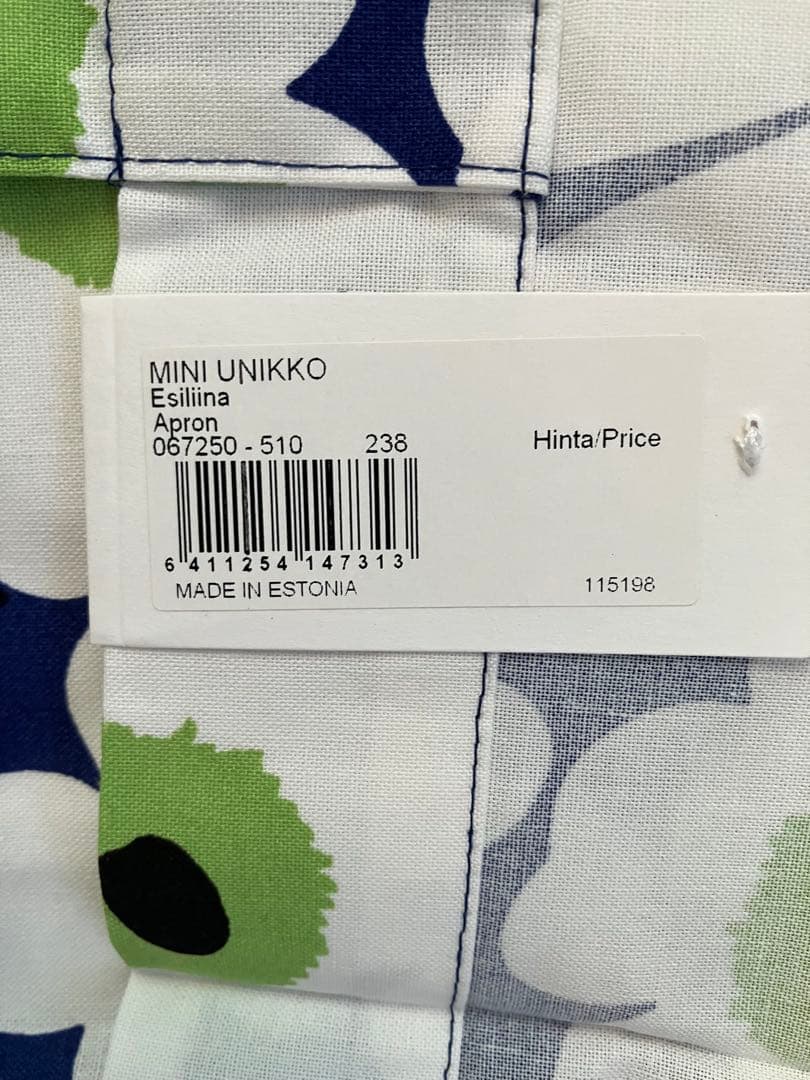 MINI UNIKKO
Esiliina
Apron
067250 - 510 238
Hinta/Price
6 411254 147313
MADE IN ESTONIA
115198